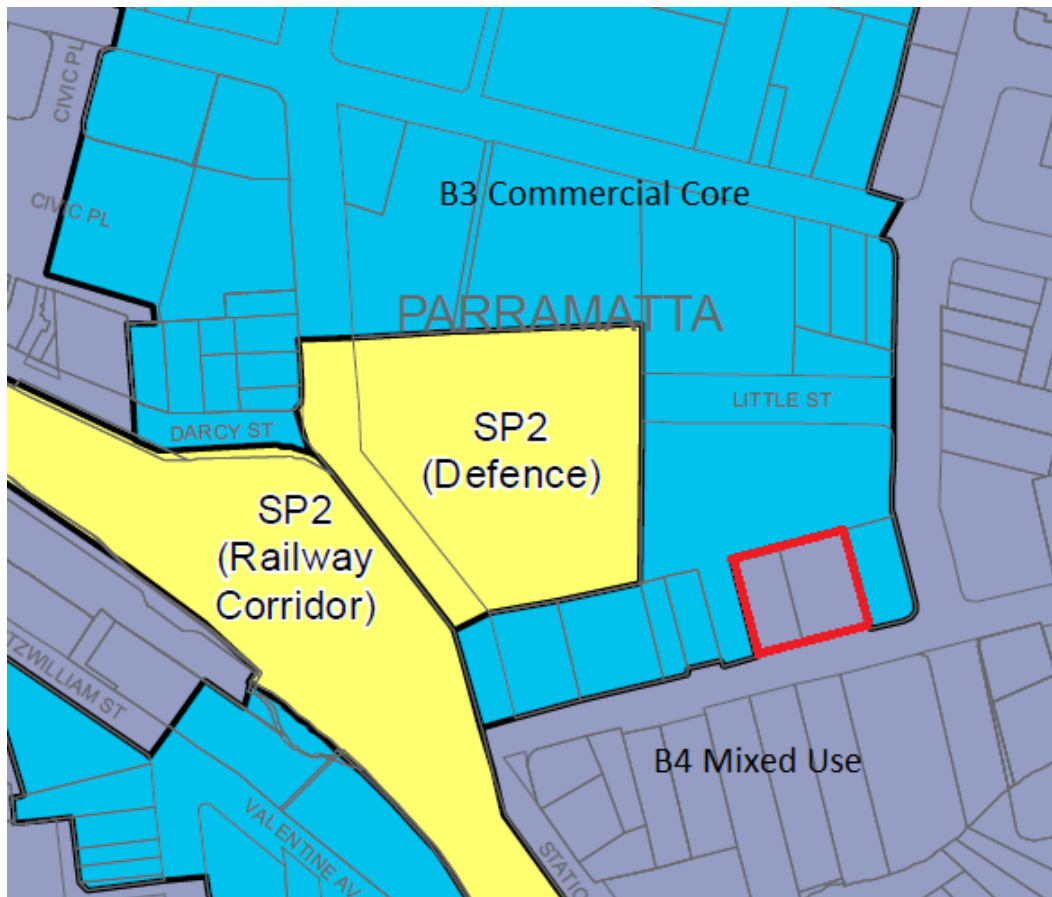 CIVIC PL
CIVIC PL
B3 Commercial Core
PARRAMATTA
LITTLE ST
DARCY ST
SP2
(Defence)
SP2
(Railway
Corridor)
TZWILLIAM ST
B4 Mixed Use
VALENTINE AV
STATIO